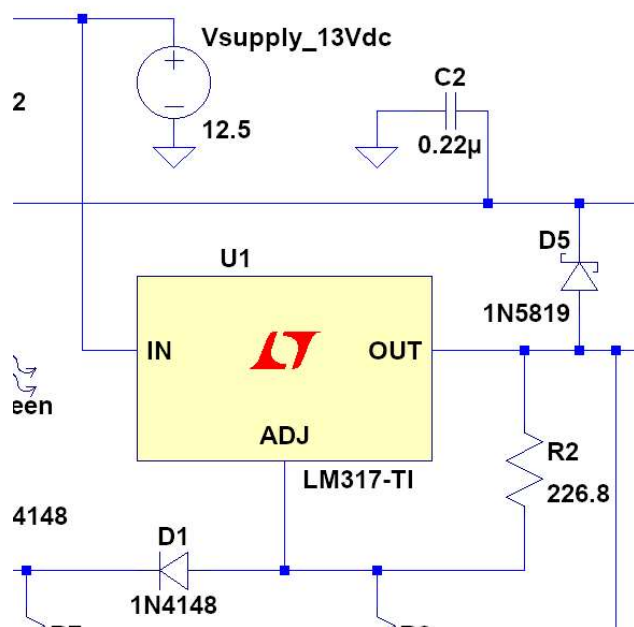 Vsupply_13Vdc
C2
2
12.5
0.22µ
D5
U1
1N5819
IN
OUT
een
ADJ
R2
LM317-TI
226.8
4148
D1
1N4148